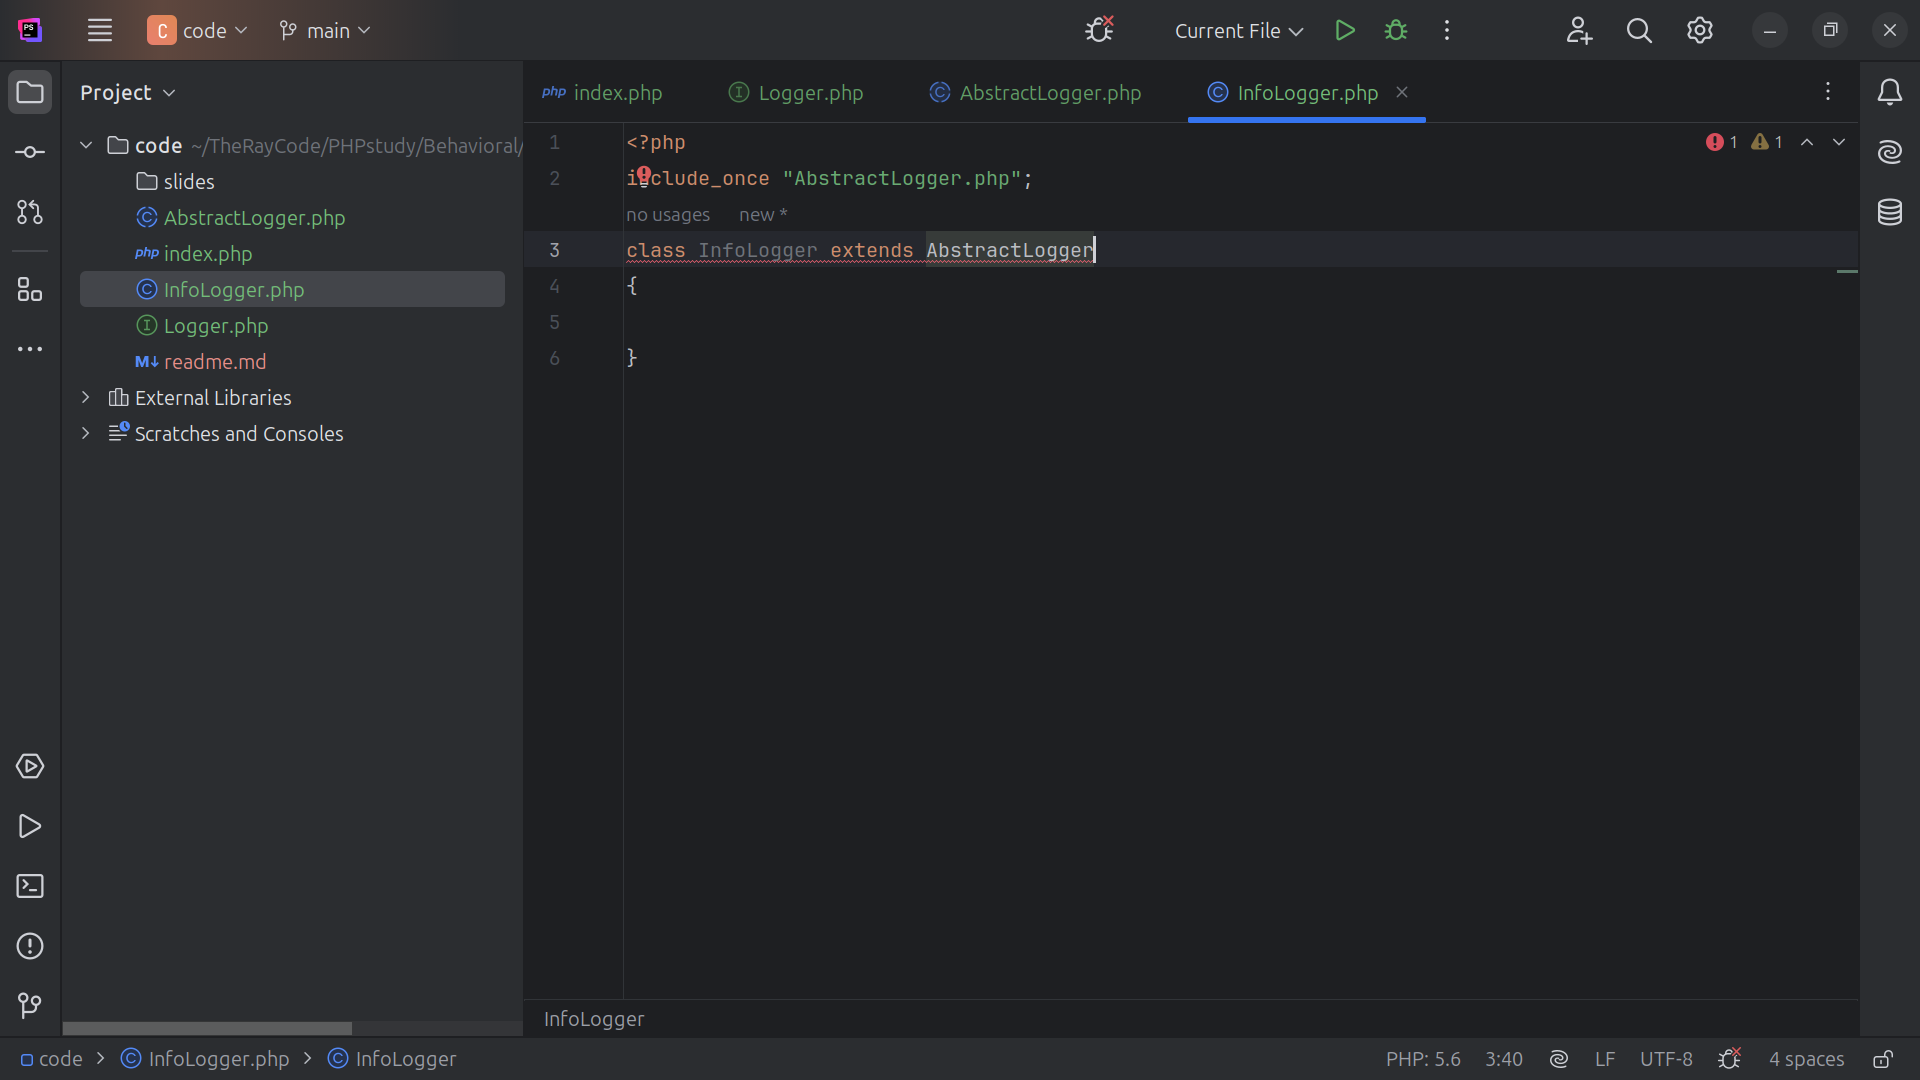 PS
C code main Current File
Project
code ~/TheRayCode/PHPstudy/Behavioral/
slides
AbstractLogger.php
php index.php
InfoLogger.php
Logger.php
M↓ readme.md
External Libraries
Scratches and Consoles
php index.php Logger.php AbstractLogger.php InfoLogger.php
1 <?php
1 1
2 include_once "AbstractLogger.php";
no usages new *
3 class InfoLogger extends AbstractLogger
4 {
5
6 }
InfoLogger
code > InfoLogger.php > InfoLogger
PHP: 5.6 3:40 LF UTF-8 4 spaces